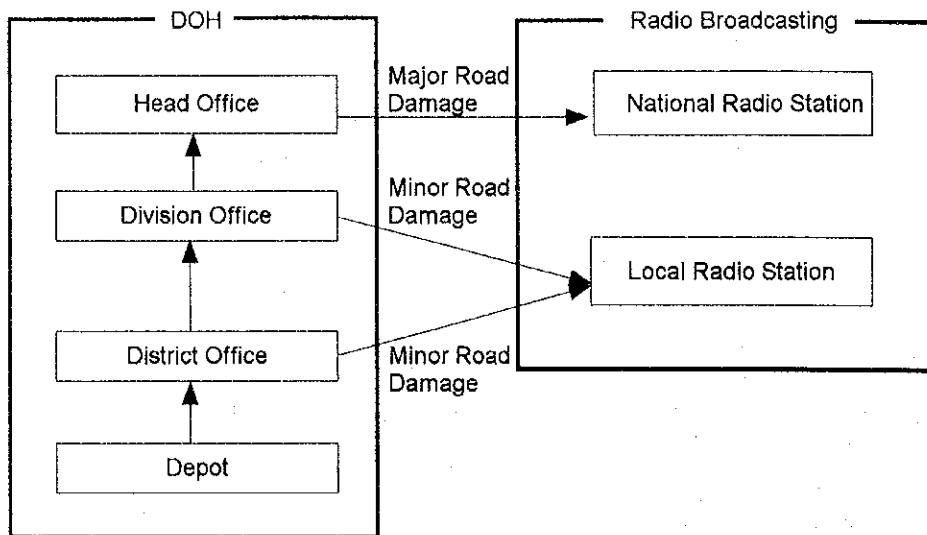 DOH
Radio Broadcasting
Head Office
Major Road
Damage
National Radio Station
Division Office
Minor Road
Damage
Local Radio Station
District Office
Minor Road
Damage
Depot